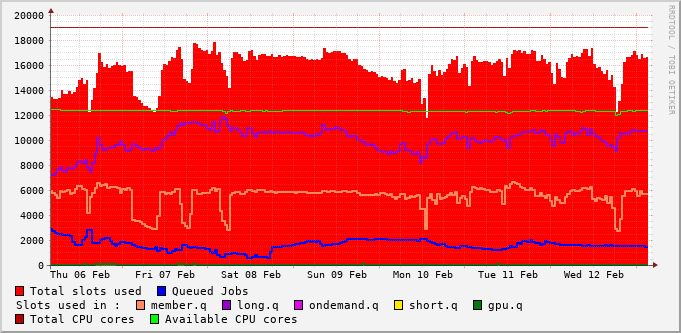 20000
18000
16000
14000
12000
10000
8000
6000
4000
2000
0
Thu 06 Feb Fri 07 Feb Sat 08 Feb Sun 09 Feb Mon 10 Feb Tue 11 Feb Wed 12 Feb
RRDTOOL / TOBI OETIKER
Total slots used Queued Jobs
Slots used in : member.q long.q ondemand.q short.q gpu.q
Total CPU cores Available CPU cores